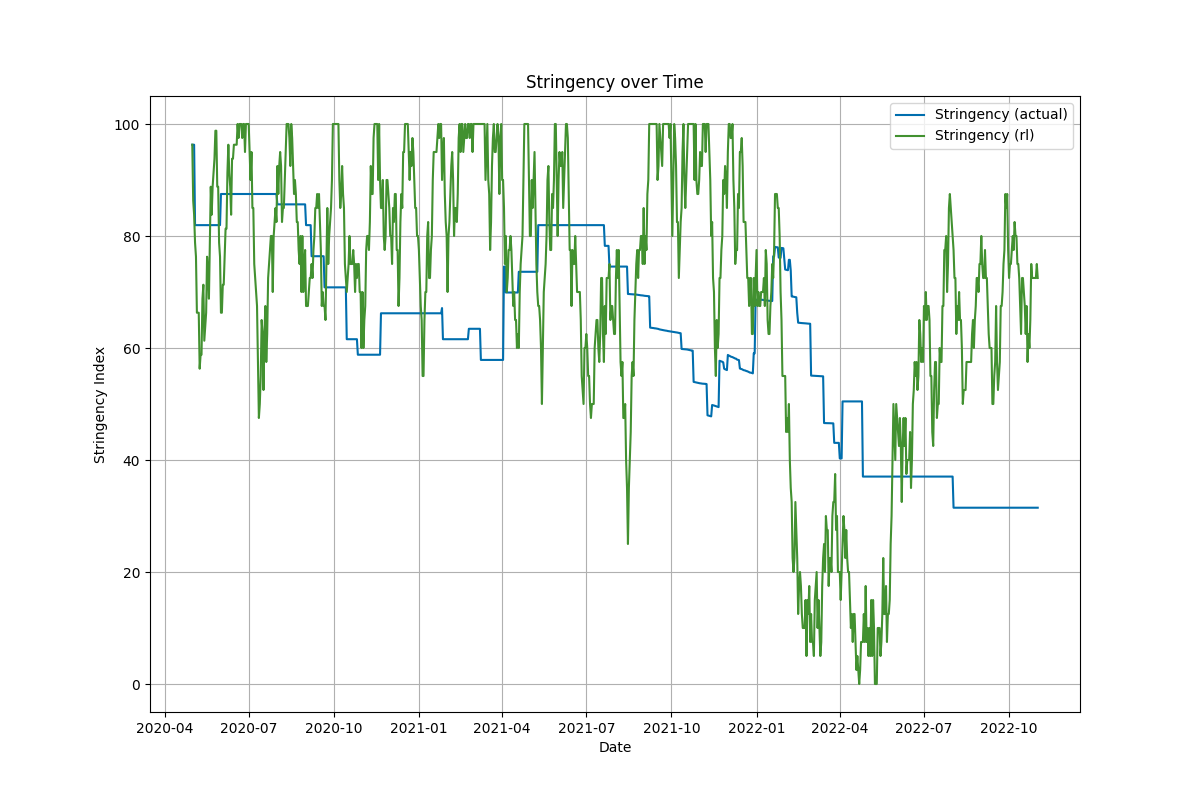 Stringency over Time
Stringency (actual)
Stringency (rl)
100
80
60
40
20
0
Stringency Index
2020-04 2020-07 2020-10 2021-01 2021-04 2021-07 2021-10 2022-01 2022-04 2022-07 2022-10
Date